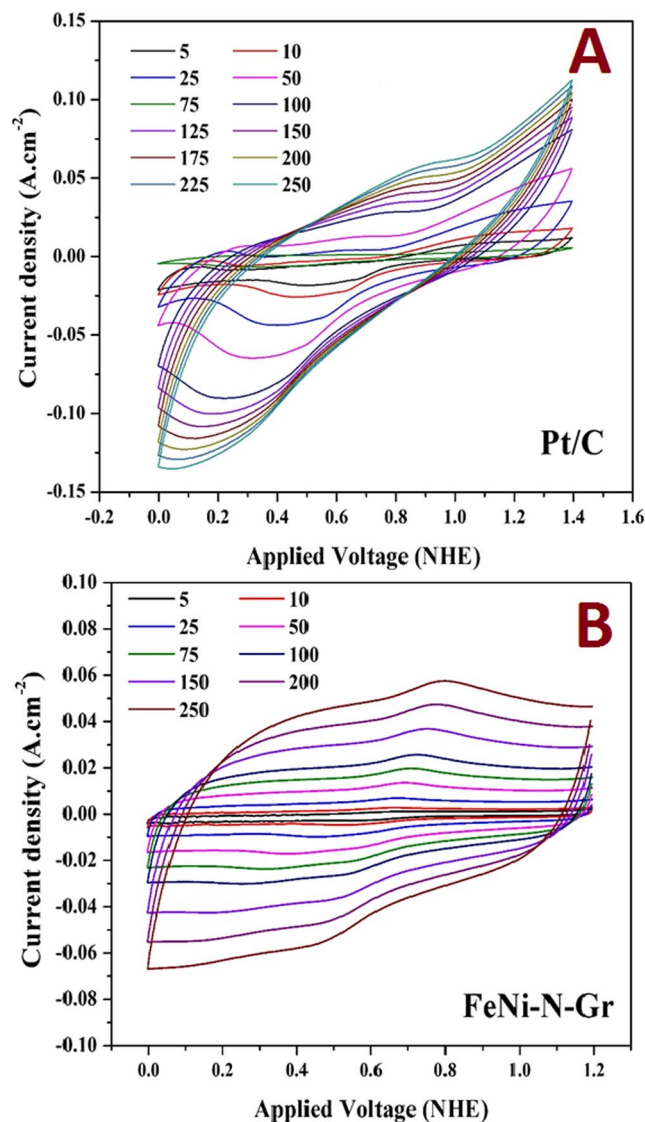 A
5 10
25 50
75 100
125 150
175 200
225 250
0.15
0.10
0.05
0.00
-0.05
-0.10
-0.15
Current density (A.cm⁻²)
Pt/C
-0.2 0.0 0.2 0.4 0.6 0.8 1.0 1.2 1.4 1.6
Applied Voltage (NHE)
B
5 10
25 50
75 100
150 200
250
0.10
0.08
0.06
0.04
0.02
0.00
-0.02
-0.04
-0.06
-0.08
-0.10
Current density (A.cm⁻²)
FeNi-N-Gr
0.0 0.2 0.4 0.6 0.8 1.0 1.2
Applied Voltage (NHE)